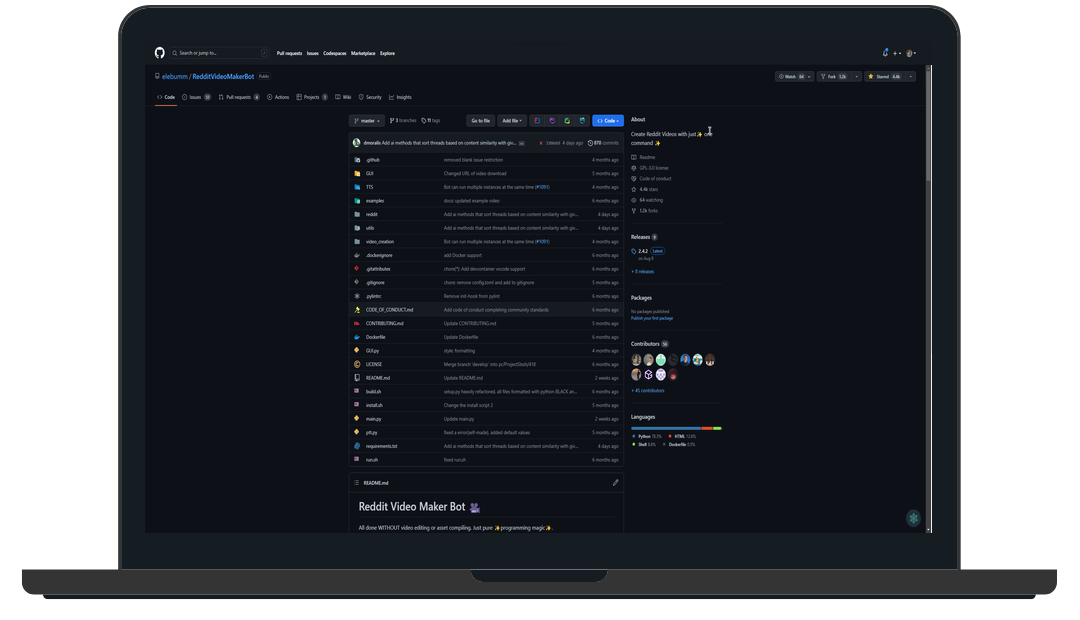 Search or jump to... /
Pull requests Issues Codespaces Marketplace Explore
elebumm / RedditVideoMakerBot Public
Watch 64 Fork 1.2k Starred 4.4k
Code Issues Pull requests 4 Actions Projects Wiki Security Insights
master 3 branches 11 tags Go to file Add file Code
About
Create Reddit Videos with just ✨ one
command ✨
Readme
GPL-3.0 license
Code of conduct
4.4k stars
64 watching
1.2k forks
Releases 9
2.4.2 Latest
on Aug 8
+ 8 releases
Packages
No packages published
Publish your first package
Contributors
+ 45 contributors
Languages
Python HTML
Shell Dockerfile
Add ai methods that sort threads based on content similarity with giv... 4 days ago 870 commits
.github removed blank issue restriction 4 months ago
GUI Changed URL of video download 5 months ago
TTS Bot can run multiple instances at the same time (#1091) 4 months ago
examples docs: updated example video 6 months ago
reddit Add ai methods that sort threads based on content similarity with giv... 4 days ago
utils Add ai methods that sort threads based on content similarity with giv... 4 days ago
video_creation Bot can run multiple instances at the same time (#1091) 4 months ago
.dockerignore add Docker support 6 months ago
.gitattributes chore(*): Add devcontainer vscode support 6 months ago
.gitignore chore: remove config.toml and add to gitignore 5 months ago
.pylintrc Remove init-hook from pylint 6 months ago
CODE_OF_CONDUCT.md Add code of conduct completing community standards 6 months ago
CONTRIBUTING.md Update CONTRIBUTING.md 5 months ago
Dockerfile Update Dockerfile 6 months ago
GUI.py style: formatting 4 months ago
LICENSE Merge branch 'develop' into 6 months ago
README.md Update README.md 2 weeks ago
build.sh setup.py heavily refactored, all files formatted with python BLACK an... 6 months ago
install.sh Change the install script 2 5 months ago
main.py Update main.py 2 weeks ago
ptt.py fixed a error(self-made), added default values 5 months ago
requirements.txt Add ai methods that sort threads based on content similarity with giv... 4 days ago
run.sh fixed run.sh 6 months ago
README.md
Reddit Video Maker Bot 🎥
All done WITHOUT video editing or asset compiling. Just pure ✨programming magic✨.